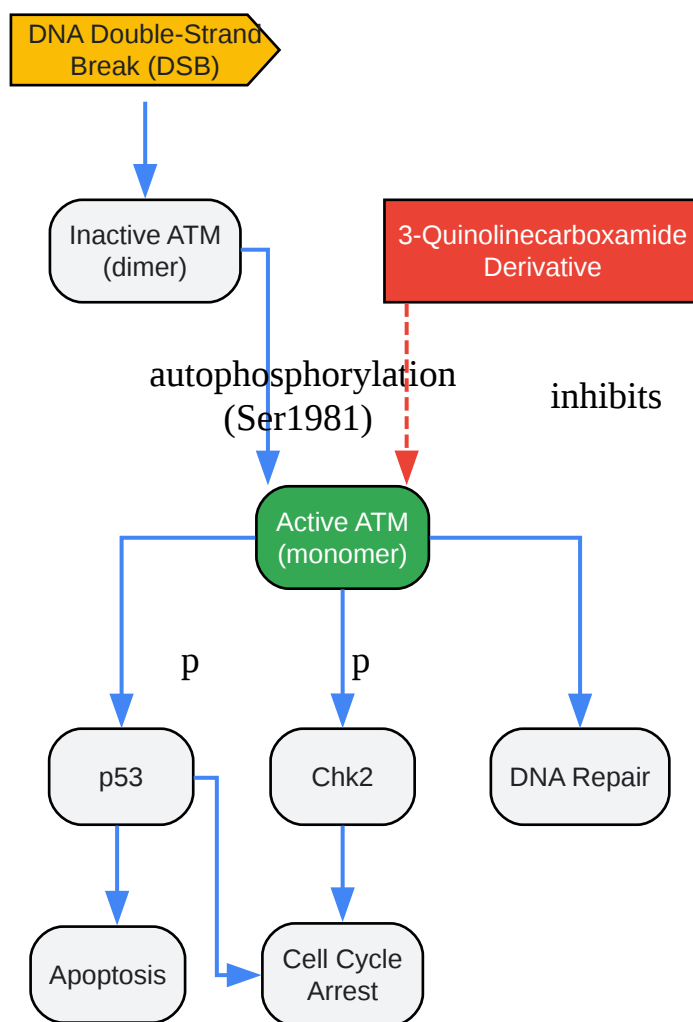 DNA Double-Strand
Break (DSB)
Inactive ATM
(dimer)
3-Quinolinecarboxamide
Derivative
autophosphorylation
(Ser1981)
inhibits
Active ATM
(monomer)
p
p
p53
Chk2
DNA Repair
Apoptosis
Cell Cycle
Arrest